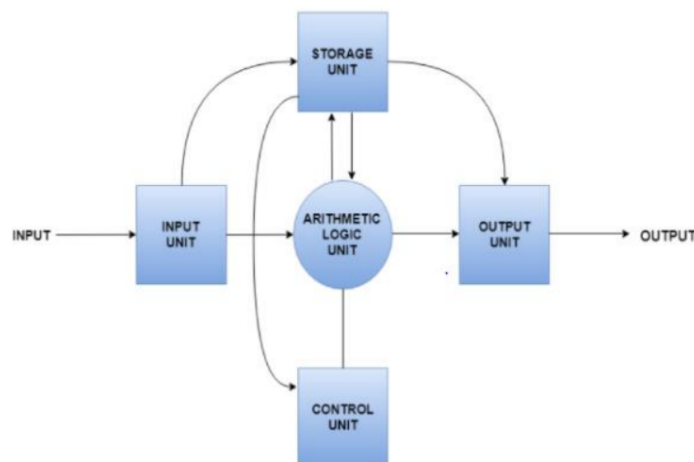 STORAGE
UNIT
INPUT
INPUT
UNIT
ARITHMETIC
LOGIC
UNIT
OUTPUT
UNIT
OUTPUT
CONTROL
UNIT